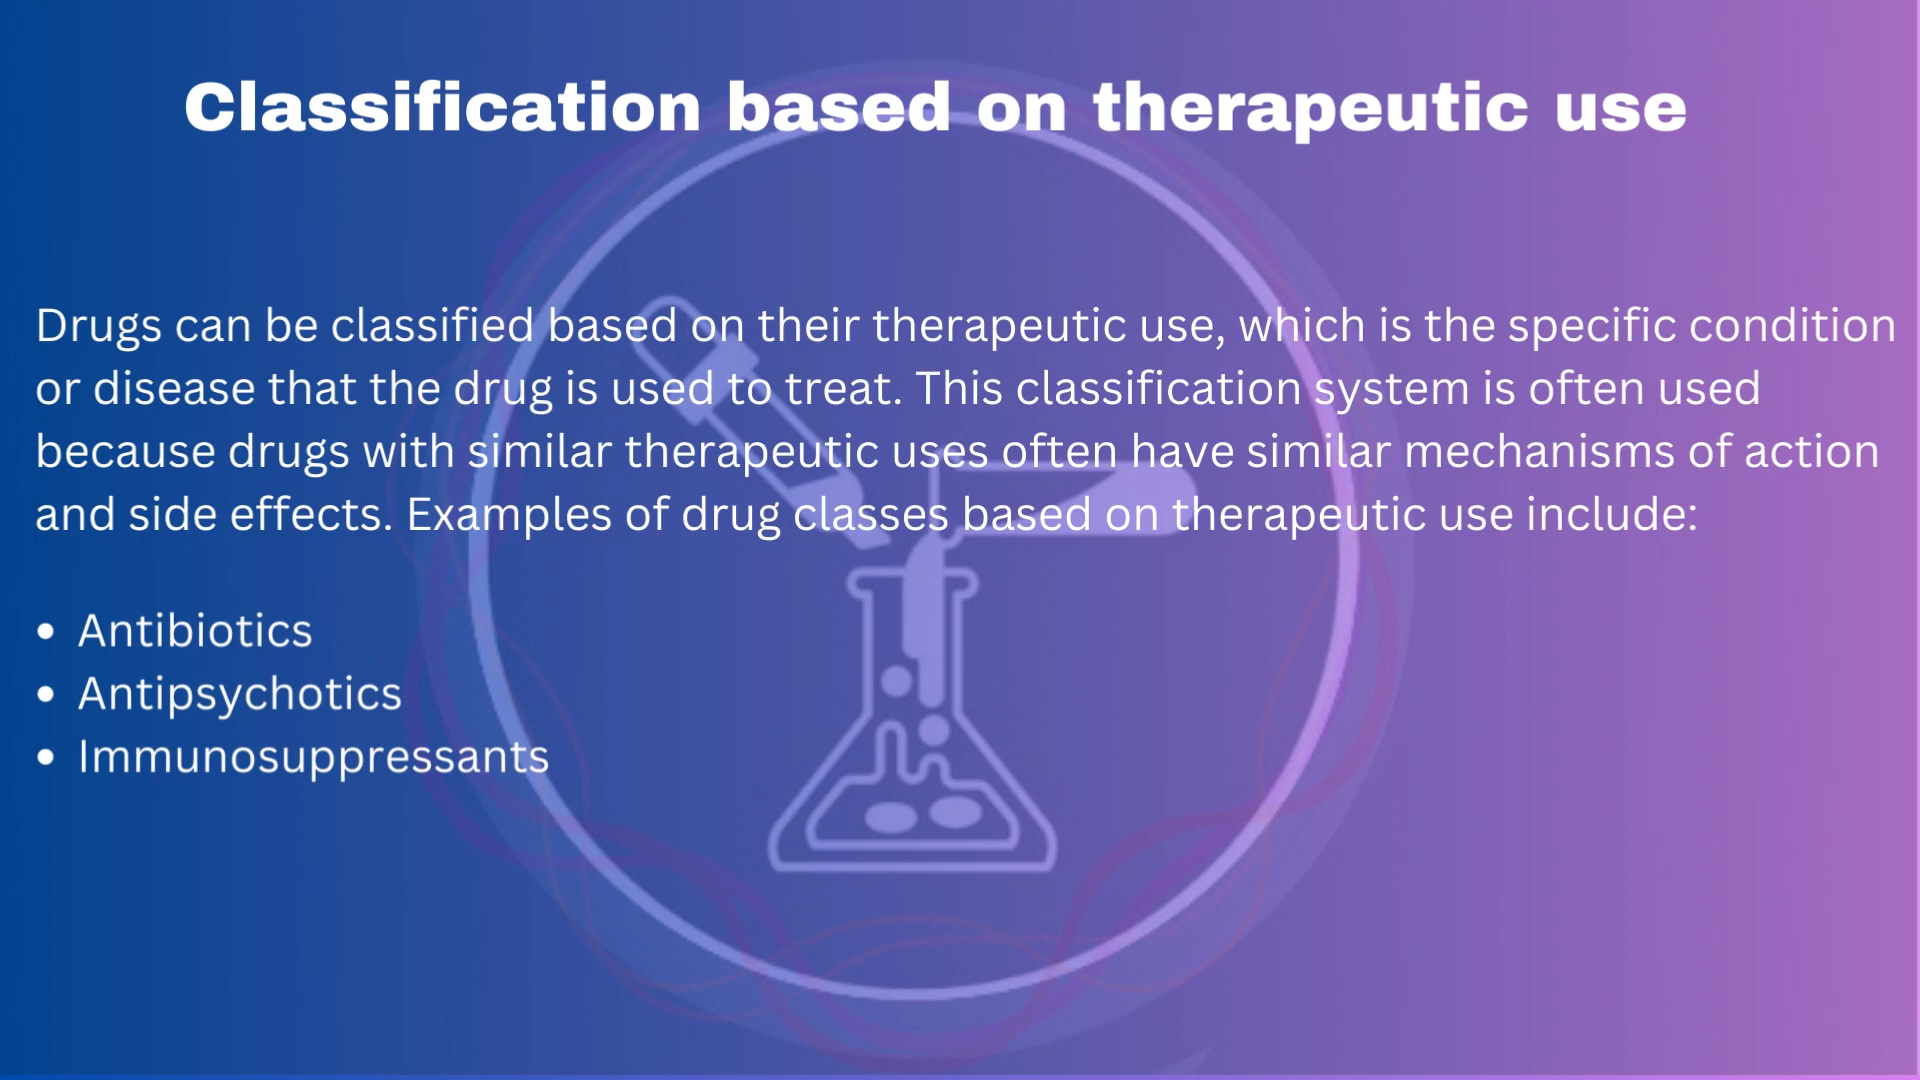 Classification based on therapeutic use
Drugs can be classified based on their therapeutic use, which is the specific condition
or disease that the drug is used to treat. This classification system is often used
because drugs with similar therapeutic uses often have similar mechanisms of action
and side effects. Examples of drug classes based on therapeutic use include:
• Antibiotics
• Antipsychotics
• Immunosuppressants